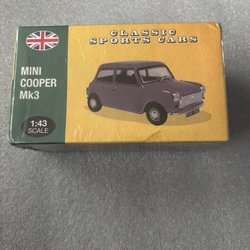 CLASSIC
SPORTS CARS
MINI
COOPER
Mk3
1:43
SCALE